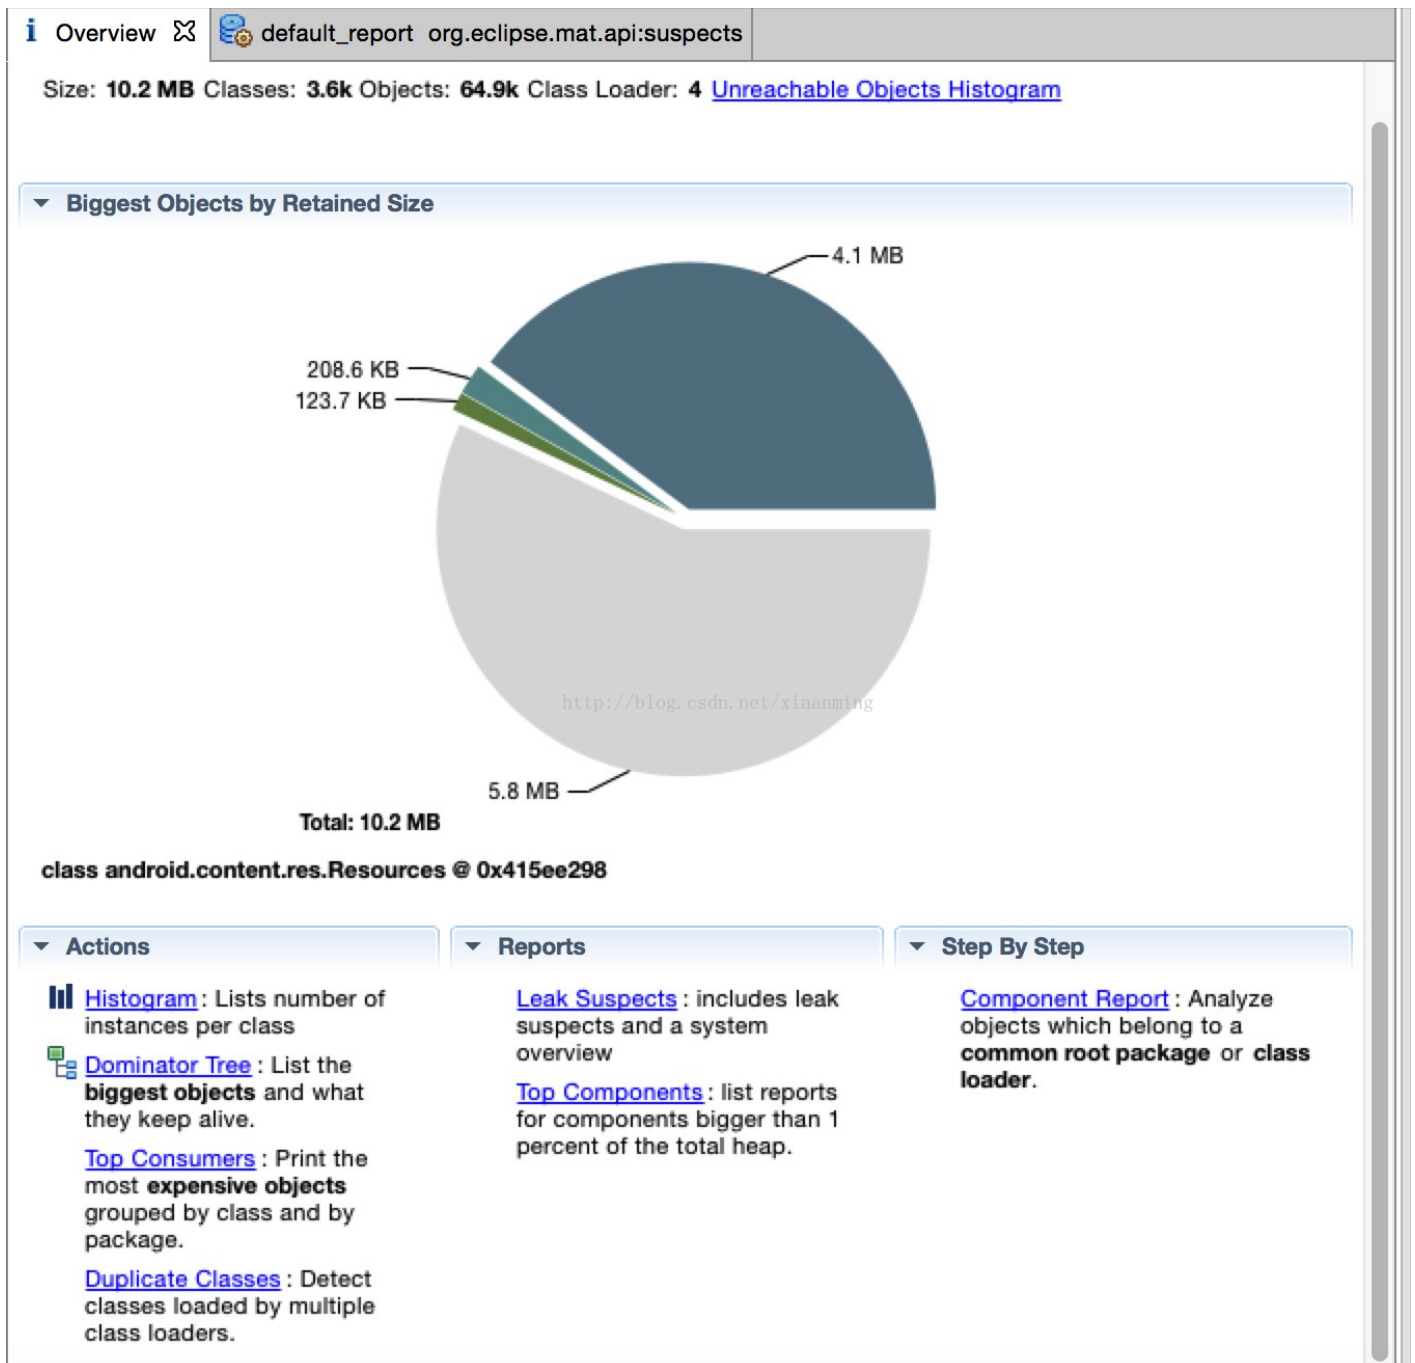 i Overview default_report org.eclipse.mat.api:suspects
Size: 10.2 MB Classes: 3.6k Objects: 64.9k Class Loader: 4 Unreachable Objects Histogram
Biggest Objects by Retained Size
4.1 MB
208.6 KB
123.7 KB
http://blog.csdn.net/xiaanming
5.8 MB
Total: 10.2 MB
class android.content.res.Resources @ 0x415ee298
Actions
Histogram : Lists number of
instances per class
Dominator Tree : List the
biggest objects and what
they keep alive.
Top Consumers : Print the
most expensive objects
grouped by class and by
package.
Duplicate Classes : Detect
classes loaded by multiple
class loaders.
Reports
Leak Suspects : includes leak
suspects and a system
overview
Top Components : list reports
for components bigger than 1
percent of the total heap.
Step By Step
Component Report : Analyze
objects which belong to a
common root package or class
loader.